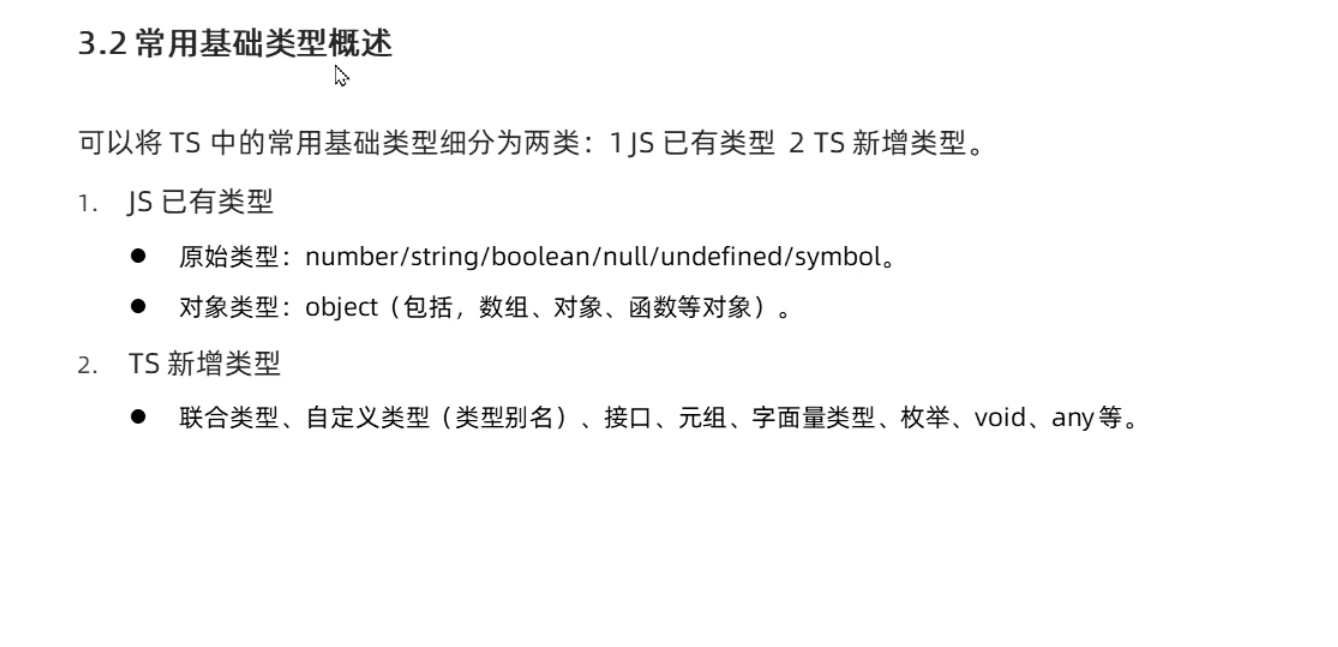 3.2 常用基础类型概述
可以将 TS 中的常用基础类型细分为两类：1 JS 已有类型 2 TS 新增类型。
1. JS 已有类型
● 原始类型：number/string/boolean/null/undefined/symbol。
● 对象类型：object（包括，数组、对象、函数等对象）。
2. TS 新增类型
● 联合类型、自定义类型（类型别名）、接口、元组、字面量类型、枚举、void、any 等。